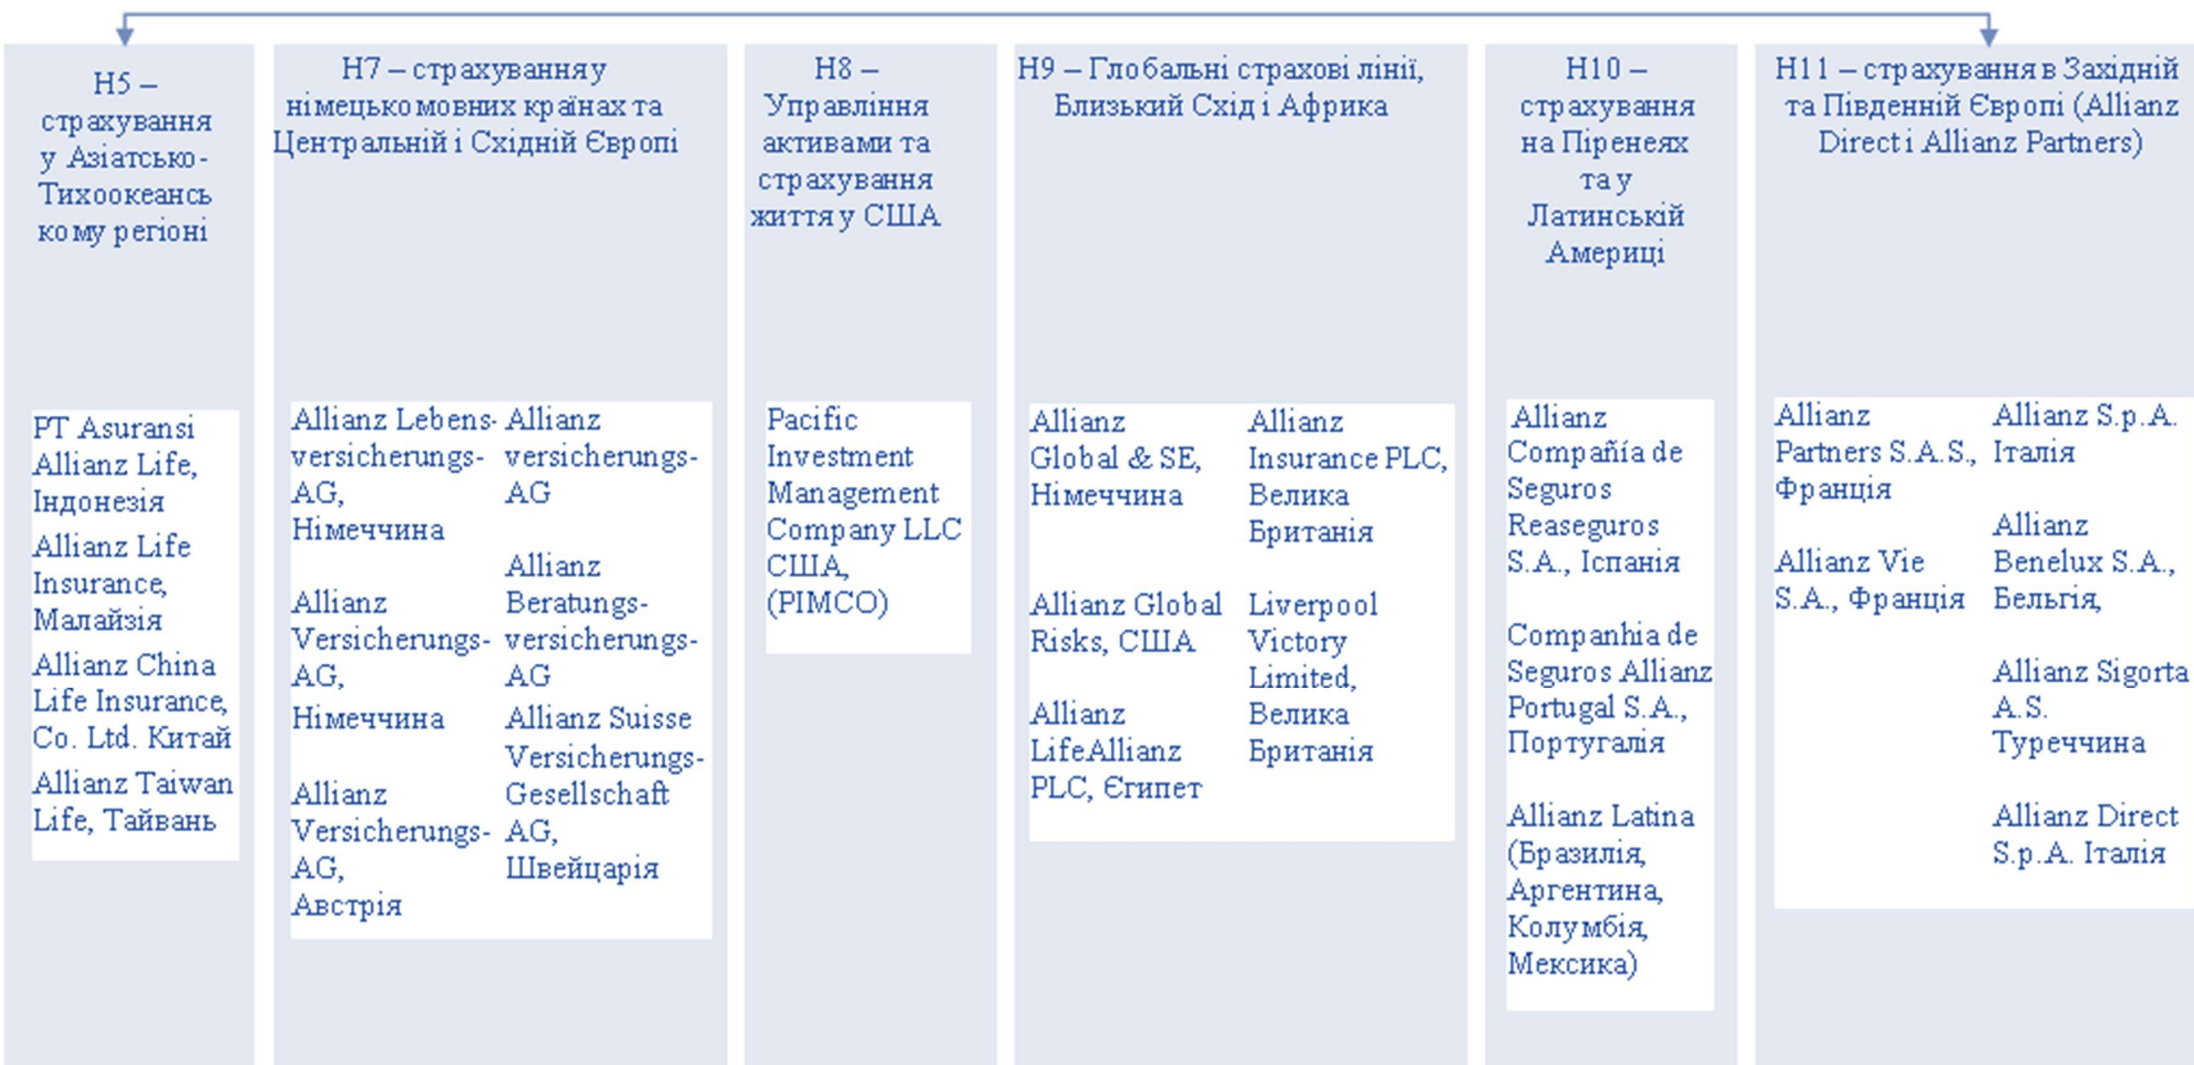 H5 –
страхування
у Азіатсько-
Тихоокеансь
кому регіоні
PT Asuransi
Allianz Life,
Індонезія
Allianz Life
Insurance,
Малайзія
Allianz China
Life Insurance,
Co. Ltd. Китай
Allianz Taiwan
Life, Тайвань
H7 – страхування у
німецькомовних країнах та
Центральній і Східній Європі
Allianz Lebens-
versicherungs-
AG,
Німеччина
Allianz
Versicherungs-
AG,
Німеччина
Allianz
Versicherungs-
AG,
Австрія
Allianz
versicherungs-
AG
Allianz
Beratungs-
versicherungs-
AG
Allianz Suisse
Versicherungs-
Gesellschaft
AG,
Швейцарія
H8 –
Управління
активами та
страхування
життя у США
Pacific
Investment
Management
Company LLC
США,
(PIMCO)
H9 – Глобальні страхові лінії,
Близький Схід і Африка
Allianz
Global & SE,
Німеччина
Allianz Global
Risks, США
Allianz
LifeAllianz
PLC, Єгипет
Allianz
Insurance PLC,
Велика
Британія
Liverpool
Victory
Limited,
Велика
Британія
H10 –
страхування
на Піренеях
та у
Латинській
Америці
Allianz
Compañía de
Seguros
Reaseguros
S.A., Іспанія
Companhia de
Seguros Allianz
Portugal S.A.,
Португалія
Allianz Latina
(Бразилія,
Аргентина,
Колумбія,
Мексика)
H11 – страхування в Західній
та Південній Європі (Allianz
Direct і Allianz Partners)
Allianz
Partners S.A.S.,
Франція
Allianz Vie
S.A., Франція
Allianz S.p.A.
Італія
Allianz
Benelux S.A.,
Бельгія,
Allianz Sigorta
A.S.
Туреччина
Allianz Direct
S.p.A. Італія